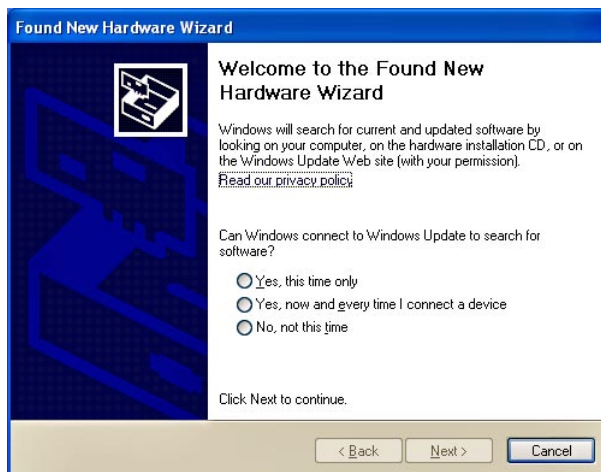 Found New Hardware Wizard
Welcome to the Found New
Hardware Wizard
Windows will search for current and updated software by
looking on your computer, on the hardware installation CD, or on
the Windows Update Web site (with your permission).
Read our privacy policy
Can Windows connect to Windows Update to search for
software?
Yes, this time only
Yes, now and every time I connect a device
No, not this time
Click Next to continue.
< Back Next > Cancel